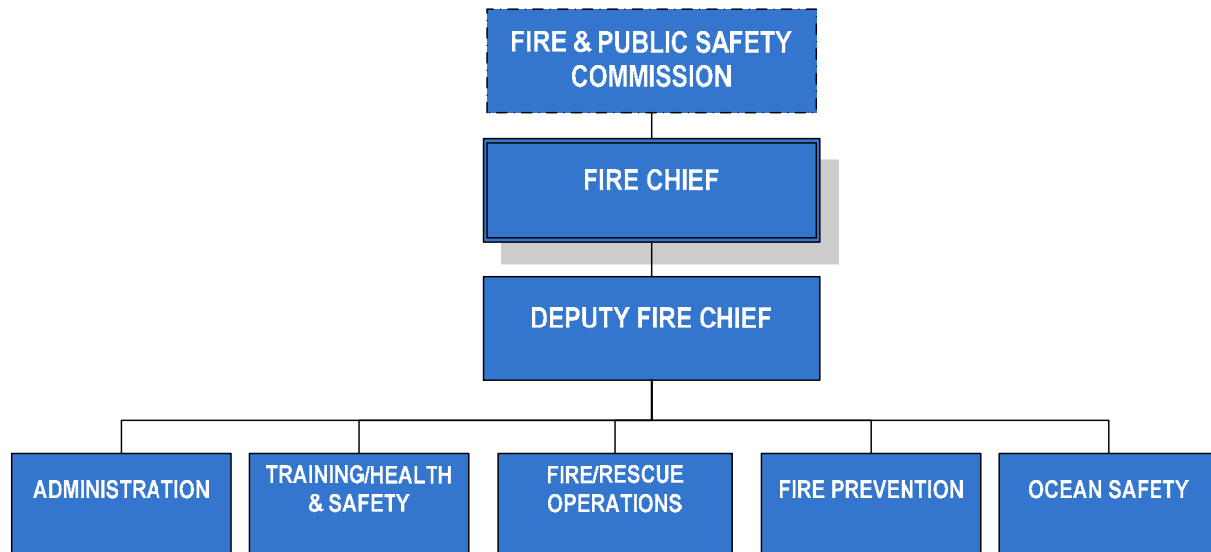 FIRE & PUBLIC SAFETY
COMMISSION
FIRE CHIEF
DEPUTY FIRE CHIEF
ADMINISTRATION
TRAINING/HEALTH
& SAFETY
FIRE/RESCUE
OPERATIONS
FIRE PREVENTION
OCEAN SAFETY